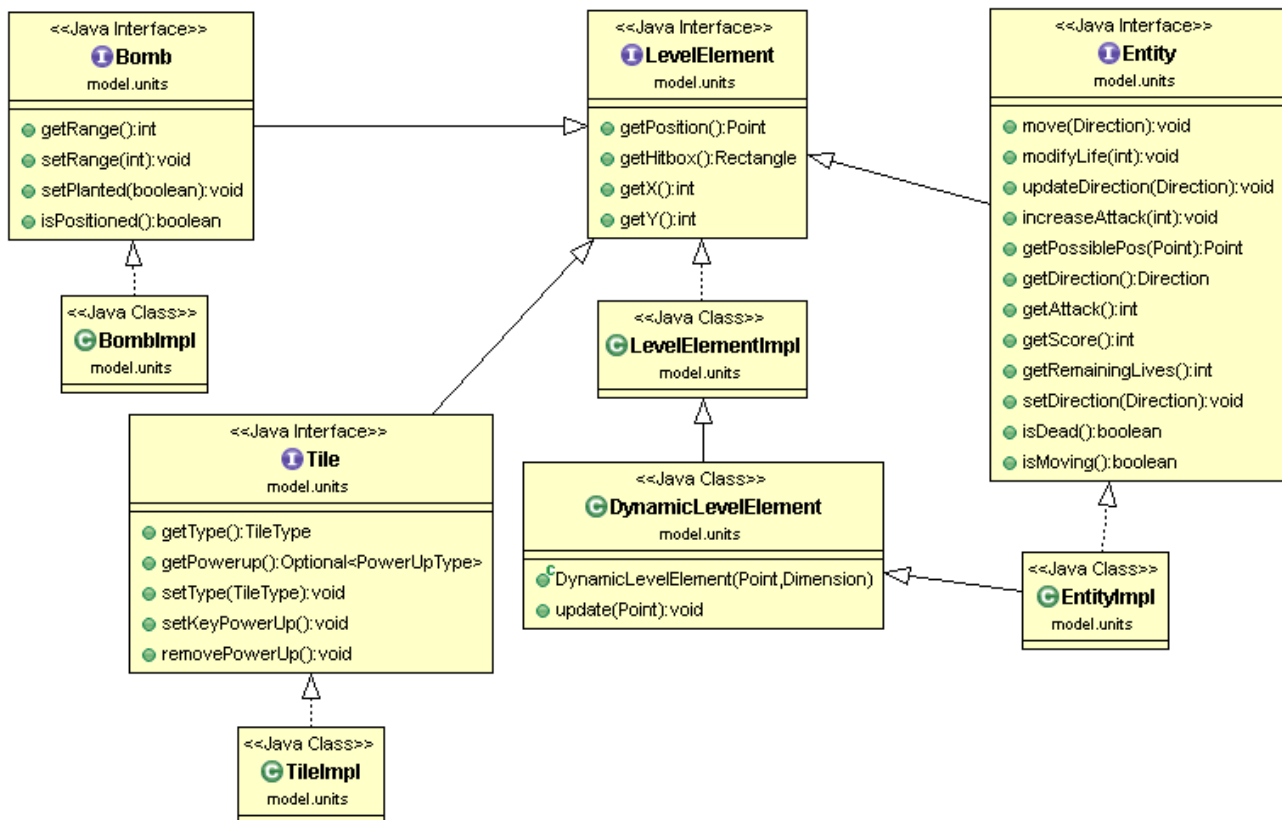 <<Java Interface>>
Bomb
model.units
getRange():int
setRange(int):void
setPlanted(boolean):void
isPositioned():boolean
<<Java Class>>
BombImpl
model.units
<<Java Interface>>
LevelElement
model.units
getPosition():Point
getHitbox():Rectangle
getX():int
getY():int
<<Java Class>>
LevelElementImpl
model.units
<<Java Interface>>
Entity
model.units
move(Direction):void
modifyLife(int):void
updateDirection(Direction):void
increaseAttack(int):void
getPossiblePos(Point):Point
getDirection():Direction
getAttack():int
getScore():int
getRemainingLives():int
setDirection(Direction):void
isDead():boolean
isMoving():boolean
<<Java Interface>>
Tile
model.units
getType():TileType
getPowerup():Optional<PowerUpType>
setType(TileType):void
setKeyPowerUp():void
removePowerUp():void
<<Java Class>>
DynamicLevelElement
model.units
DynamicLevelElement(Point,Dimension)
update(Point):void
<<Java Class>>
EntityImpl
model.units
<<Java Class>>
TileImpl
model.units